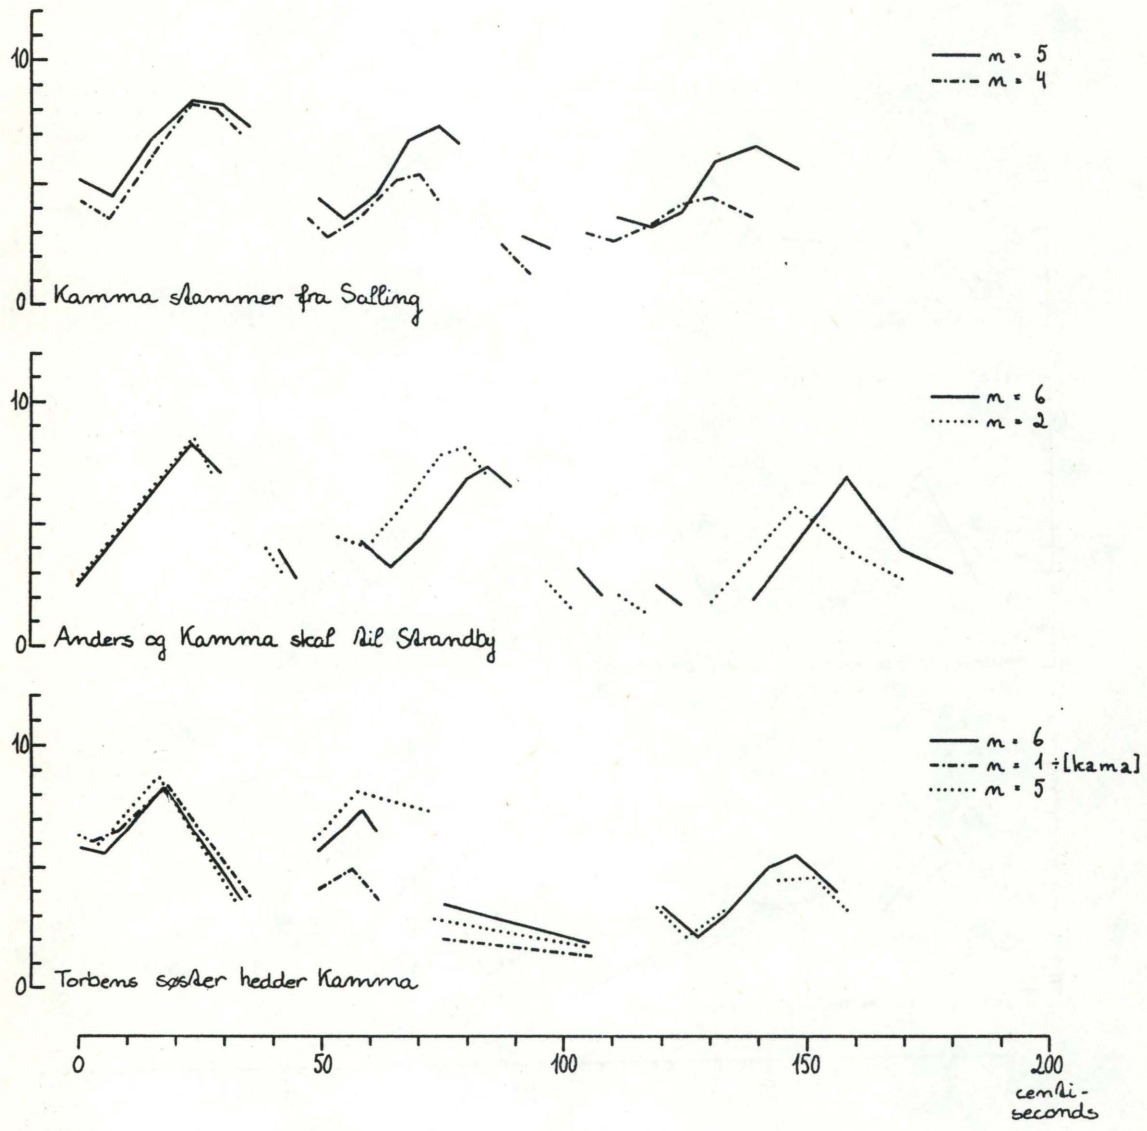 10
n = 5
n = 4
0
Kamma stammer fra Salling
10
n = 6
n = 2
0
Anders og Kamma skal til Strandby
10
n = 6
n = 1 ÷ [kama]
n = 5
0
Torbens søster hedder Kamma
0 50 100 150 200
centi-
seconds